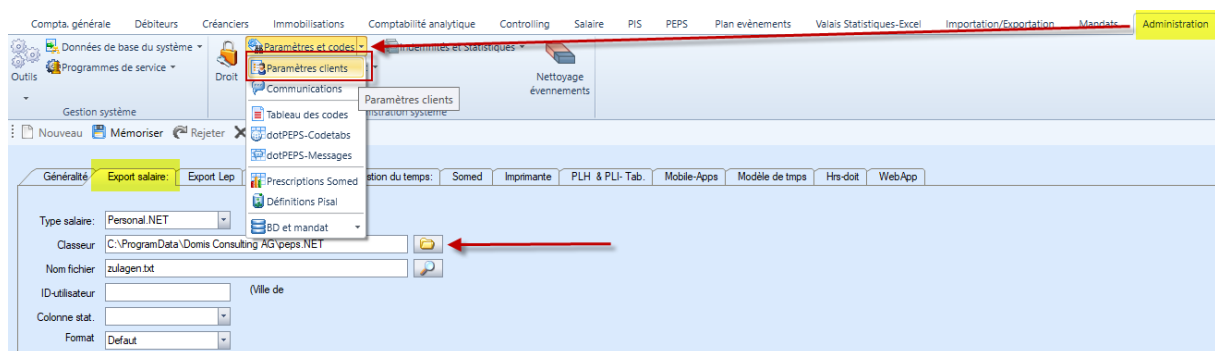 Compta. générale Débiteurs Créanciers Immobilisations Comptabilité analytique Controlling Salaire PIS PEPS Plan evènements Valais Statistiques-Excel Importation/Exportation Mandats Administration
Données de base du système Paramètres et codes Indemnités et Statistiques
Programmes de service Paramètres clients
Outils Droit Nettoyage évennements
Communications
Paramètres clients
Gestion système Tableau des codes système
Nouveau Mémoriser Rejeter dotPEPS-Codetabs
dotPEPS-Messages
Généralité Export salaire: Export Lep Prescriptions Somed du temps: Somed Imprimante PLH & PLI- Tab. Mobile-Apps Modèle de tmps Hrs-doit WebApp
Définitions Pisal
Type salaire: Personal.NET BD et mandat
Classeur C:\ProgramData\Domis Consulting AG\peps.NET
Nom fichier zulagen.txt
ID-utilisateur (Ville de
Colonne stat.
Format Defaut